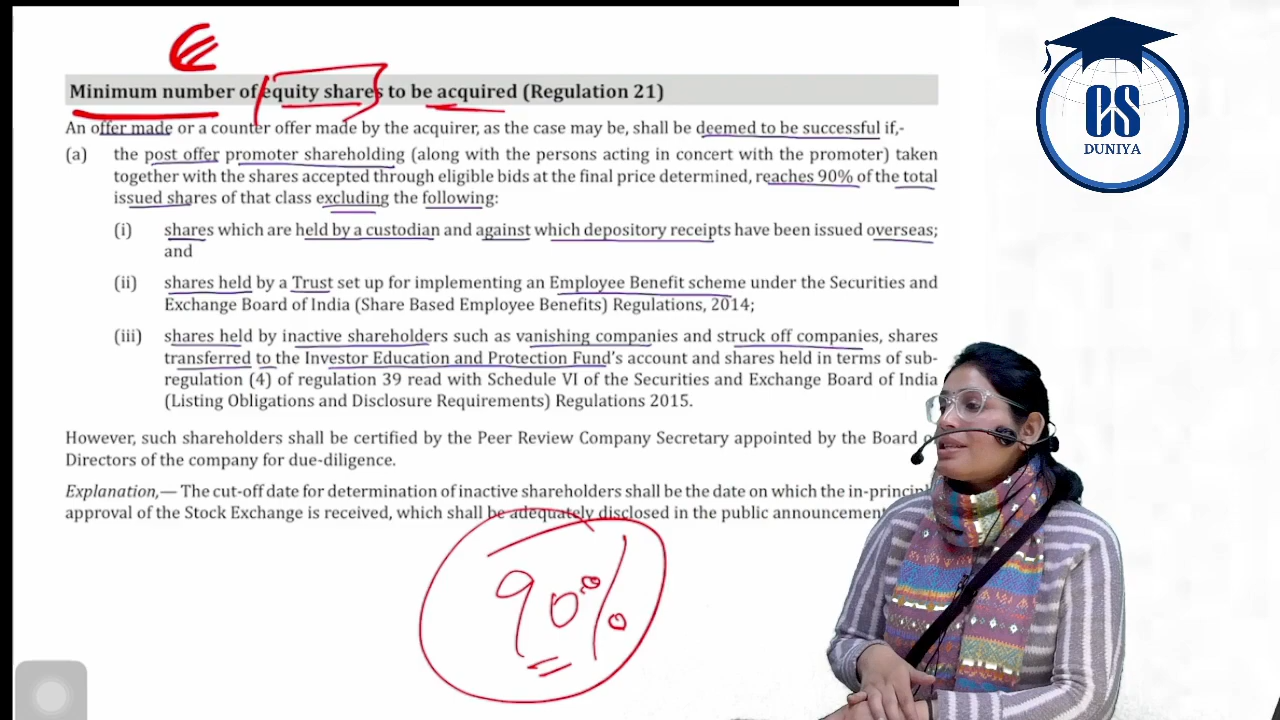 Minimum number of equity shares to be acquired (Regulation 21)
An offer made or a counter offer made by the acquirer, as the case may be, shall be deemed to be successful if,-
(a) the post offer promoter shareholding (along with the persons acting in concert with the promoter) taken
together with the shares accepted through eligible bids at the final price determined, reaches 90% of the total
issued shares of that class excluding the following:
(i) shares which are held by a custodian and against which depository receipts have been issued overseas;
and
(ii) shares held by a Trust set up for implementing an Employee Benefit scheme under the Securities and
Exchange Board of India (Share Based Employee Benefits) Regulations, 2014;
(iii) shares held by inactive shareholders such as vanishing companies and struck off companies, shares
transferred to the Investor Education and Protection Fund's account and shares held in terms of sub-
regulation (4) of regulation 39 read with Schedule VI of the Securities and Exchange Board of India
(Listing Obligations and Disclosure Requirements) Regulations 2015.
However, such shareholders shall be certified by the Peer Review Company Secretary appointed by the Board
Directors of the company for due-diligence.
Explanation,— The cut-off date for determination of inactive shareholders shall be the date on which the
approval of the Stock Exchange is received, which shall be adequately disclosed in the public announcement
90%
CS
DUNIYA